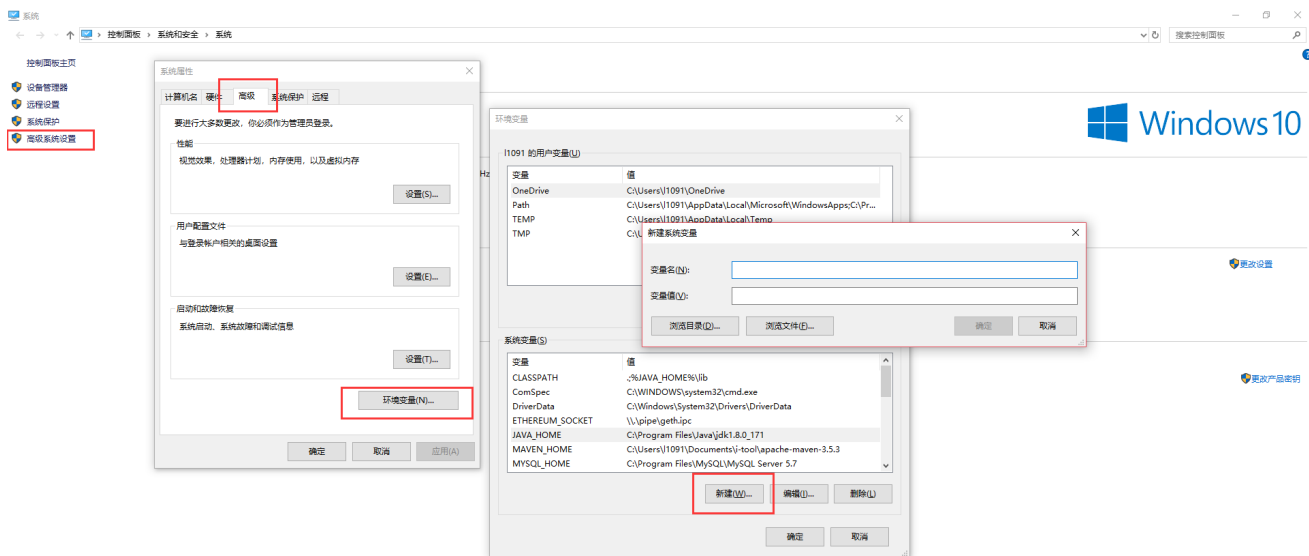 系统
控制面板 › 系统和安全 › 系统
搜索控制面板
控制面板主页
设备管理器
远程设置
系统保护
高级系统设置
系统属性
计算机名 硬件 高级 系统保护 远程
要进行大多数更改，你必须作为管理员登录。
性能
视觉效果，处理器计划，内存使用，以及虚拟内存
设置(S)...
用户配置文件
与登录帐户相关的桌面设置
设置(E)...
启动和故障恢复
系统启动、系统故障和调试信息
设置(T)...
环境变量(N)...
确定 取消 应用(A)
Hz
环境变量
l1091 的用户变量(U)
变量 值
OneDrive C:\Users\l1091\OneDrive
Path C:\Users\l1091\AppData\Local\Microsoft\WindowsApps;C:\Pr...
TEMP C:\Users\l1091\AppData\Local\Temp
TMP C:\U
新建系统变量
变量名(N):
变量值(V):
浏览目录(D)... 浏览文件(F)... 确定 取消
系统变量(S)
变量 值
CLASSPATH .;%JAVA_HOME%\lib
ComSpec C:\WINDOWS\system32\cmd.exe
DriverData C:\Windows\System32\Drivers\DriverData
ETHEREUM_SOCKET \\.\pipe\geth.ipc
JAVA_HOME C:\Program Files\Java\jdk1.8.0_171
MAVEN_HOME C:\Users\l1091\Documents\j-tool\apache-maven-3.5.3
MYSQL_HOME C:\Program Files\MySQL\MySQL Server 5.7
新建(W)... 编辑(I)... 删除(L)
确定 取消
Windows 10
更改设置
更改产品密钥